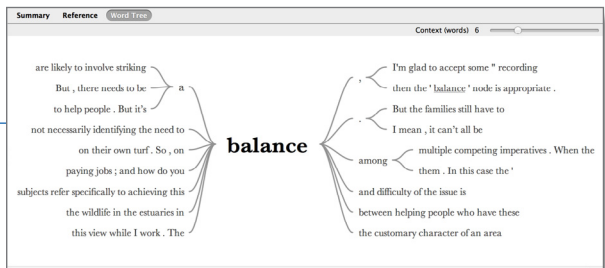 Summary Reference Word Tree
Context (words) 6
are likely to involve striking
But , there needs to be
a
to help people . But it's
not necessarily identifying the need to
on their own turf . So , on
paying jobs ; and how do you
subjects refer specifically to achieving this
the wildlife in the estuaries in
this view while I work . The
balance
,
I'm glad to accept some " recording
then the ' balance ' node is appropriate .
.
But the families still have to
I mean , it can't all be
among
multiple competing imperatives . When the
them . In this case the '
and difficulty of the issue is
between helping people who have these
the customary character of an area